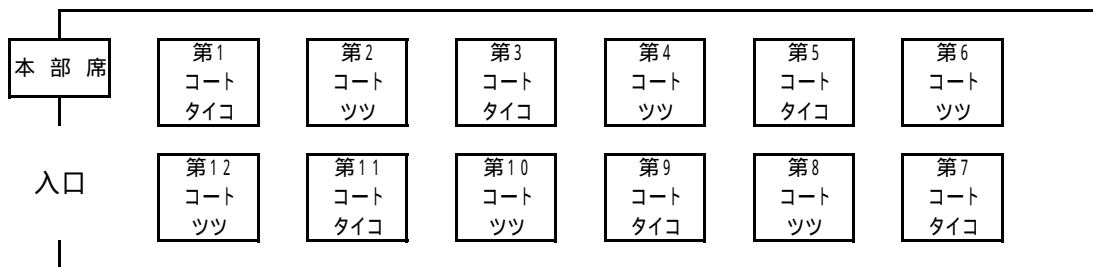 本部席
第1
コート
タイコ
第2
コート
ツツ
第3
コート
タイコ
第4
コート
ツツ
第5
コート
タイコ
第6
コート
ツツ
入口
第12
コート
ツツ
第11
コート
タイコ
第10
コート
ツツ
第9
コート
タイコ
第8
コート
ツツ
第7
コート
タイコ